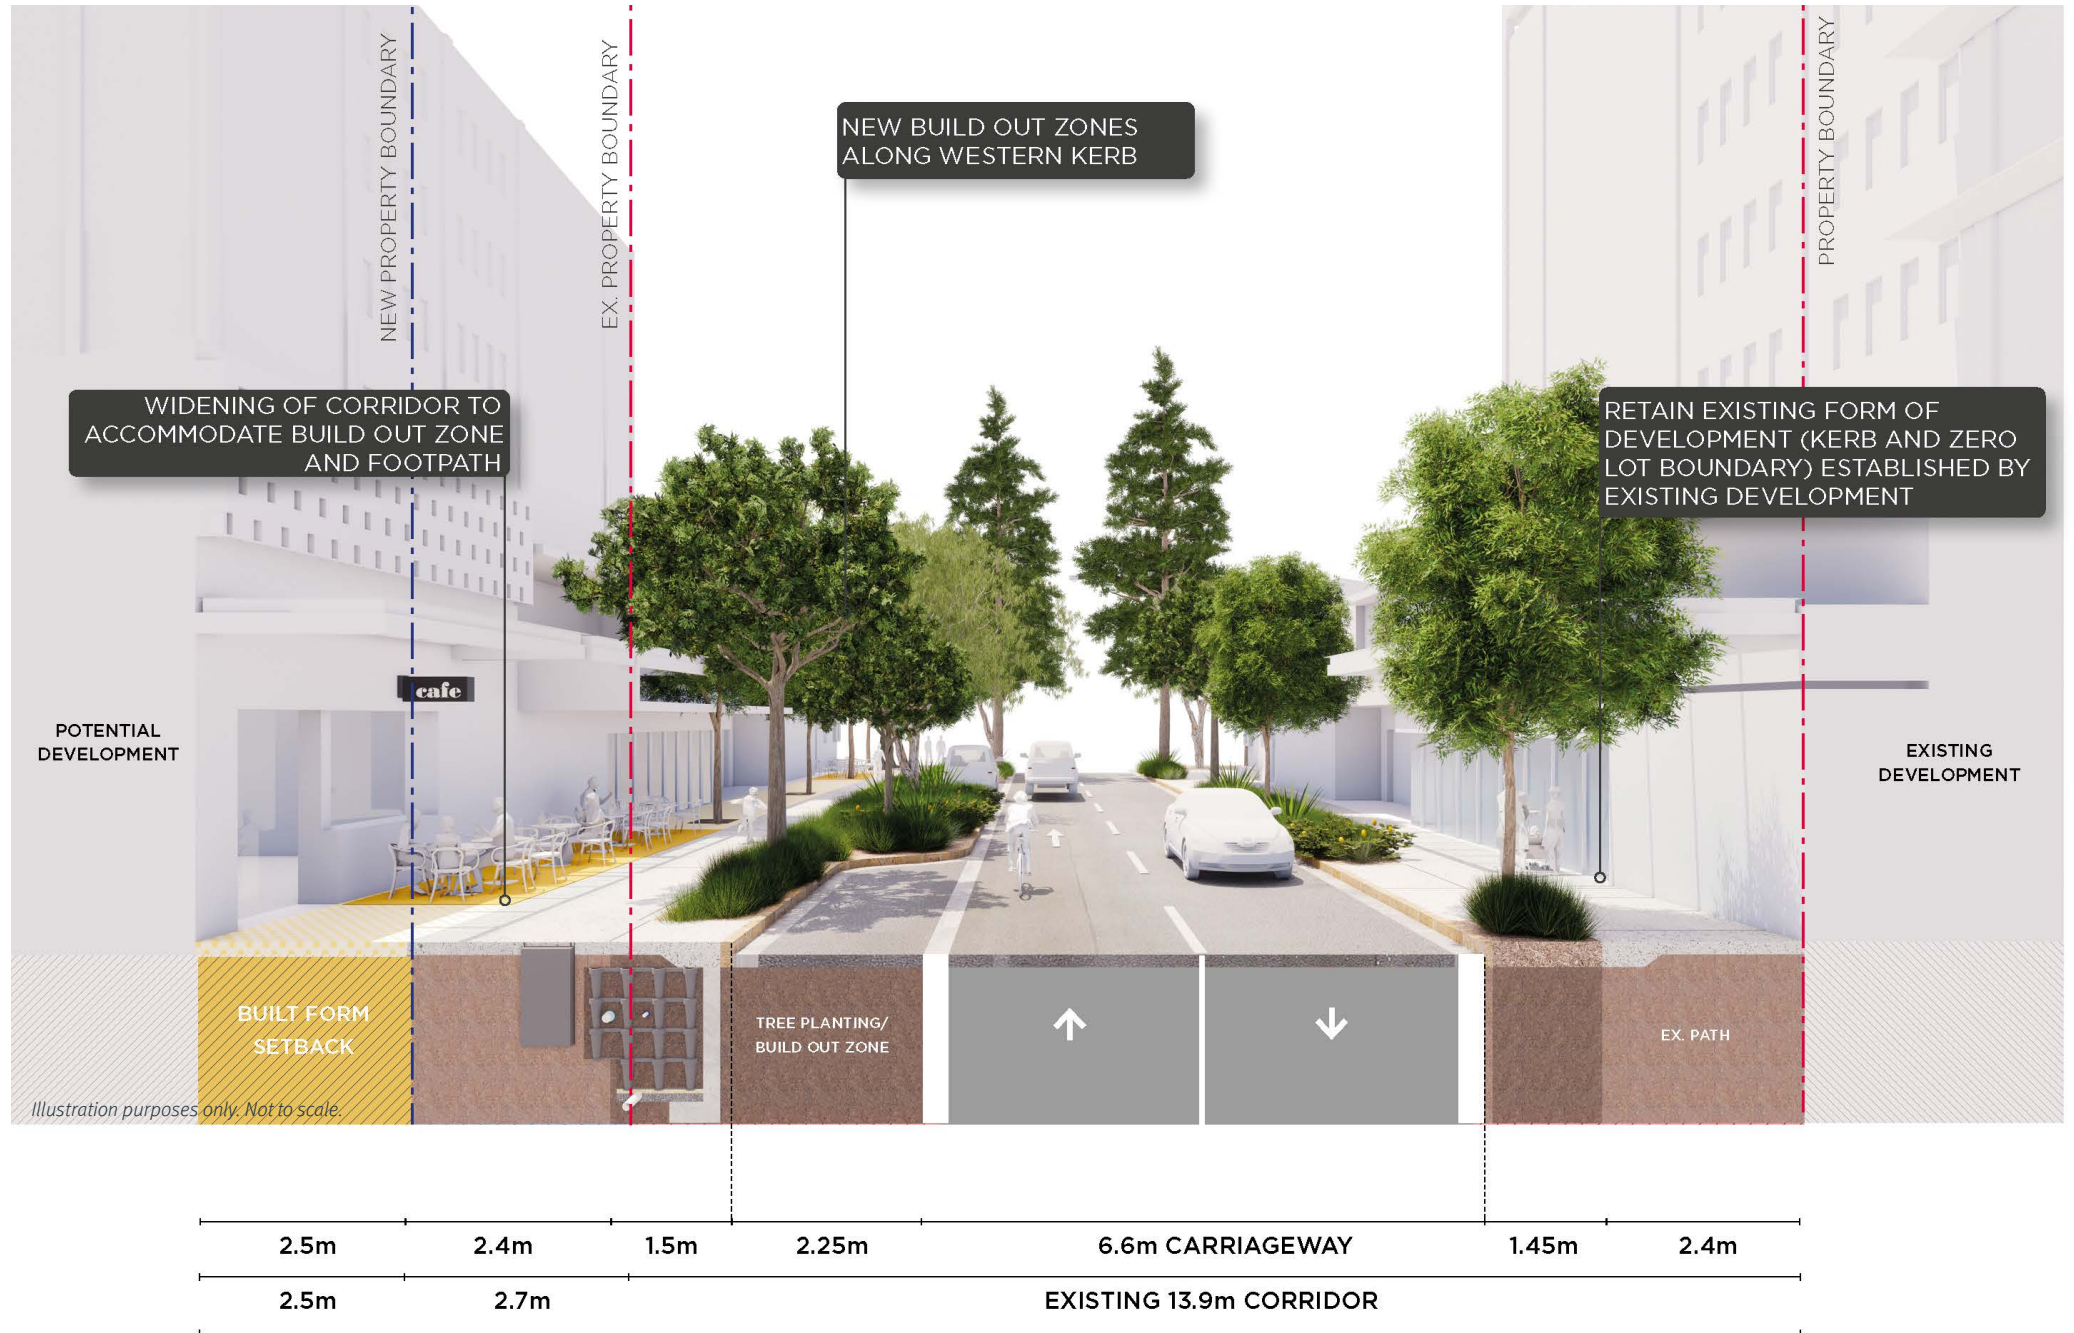 NEW PROPERTY BOUNDARY
EX. PROPERTY BOUNDARY
PROPERTY BOUNDARY
NEW BUILD OUT ZONES
ALONG WESTERN KERB
WIDENING OF CORRIDOR TO
ACCOMMODATE BUILD OUT ZONE
AND FOOTPATH
RETAIN EXISTING FORM OF
DEVELOPMENT (KERB AND ZERO
LOT BOUNDARY) ESTABLISHED BY
EXISTING DEVELOPMENT
cafe
POTENTIAL
DEVELOPMENT
EXISTING
DEVELOPMENT
BUILT FORM
SETBACK
TREE PLANTING/
BUILD OUT ZONE
EX. PATH
Illustration purposes only. Not to scale.
2.5m 2.4m 1.5m 2.25m 6.6m CARRIAGEWAY 1.45m 2.4m
2.5m 2.7m EXISTING 13.9m CORRIDOR